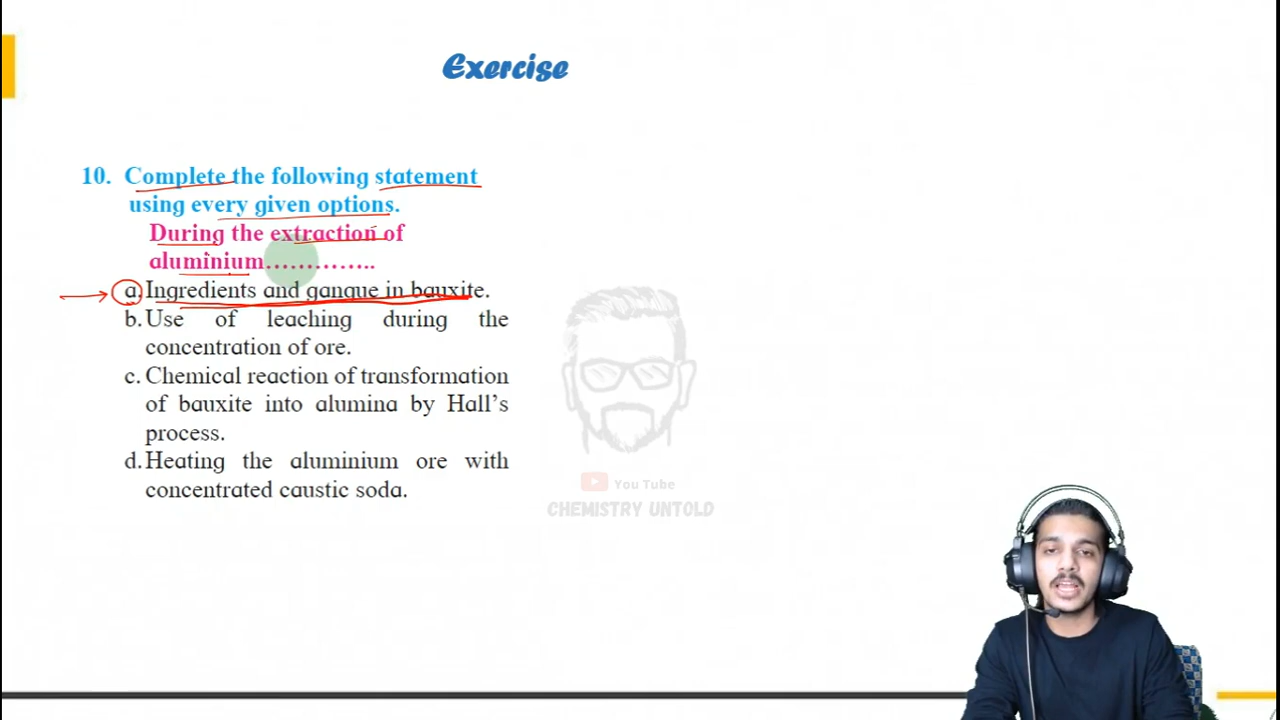 Exercise
10. Complete the following statement
using every given options.
During the extraction of
aluminium…………..
a. Ingredients and gangue in bauxite.
b. Use of leaching during the
concentration of ore.
c. Chemical reaction of transformation
of bauxite into alumina by Hall’s
process.
d. Heating the aluminium ore with
concentrated caustic soda.
You Tube
CHEMISTRY UNTOLD